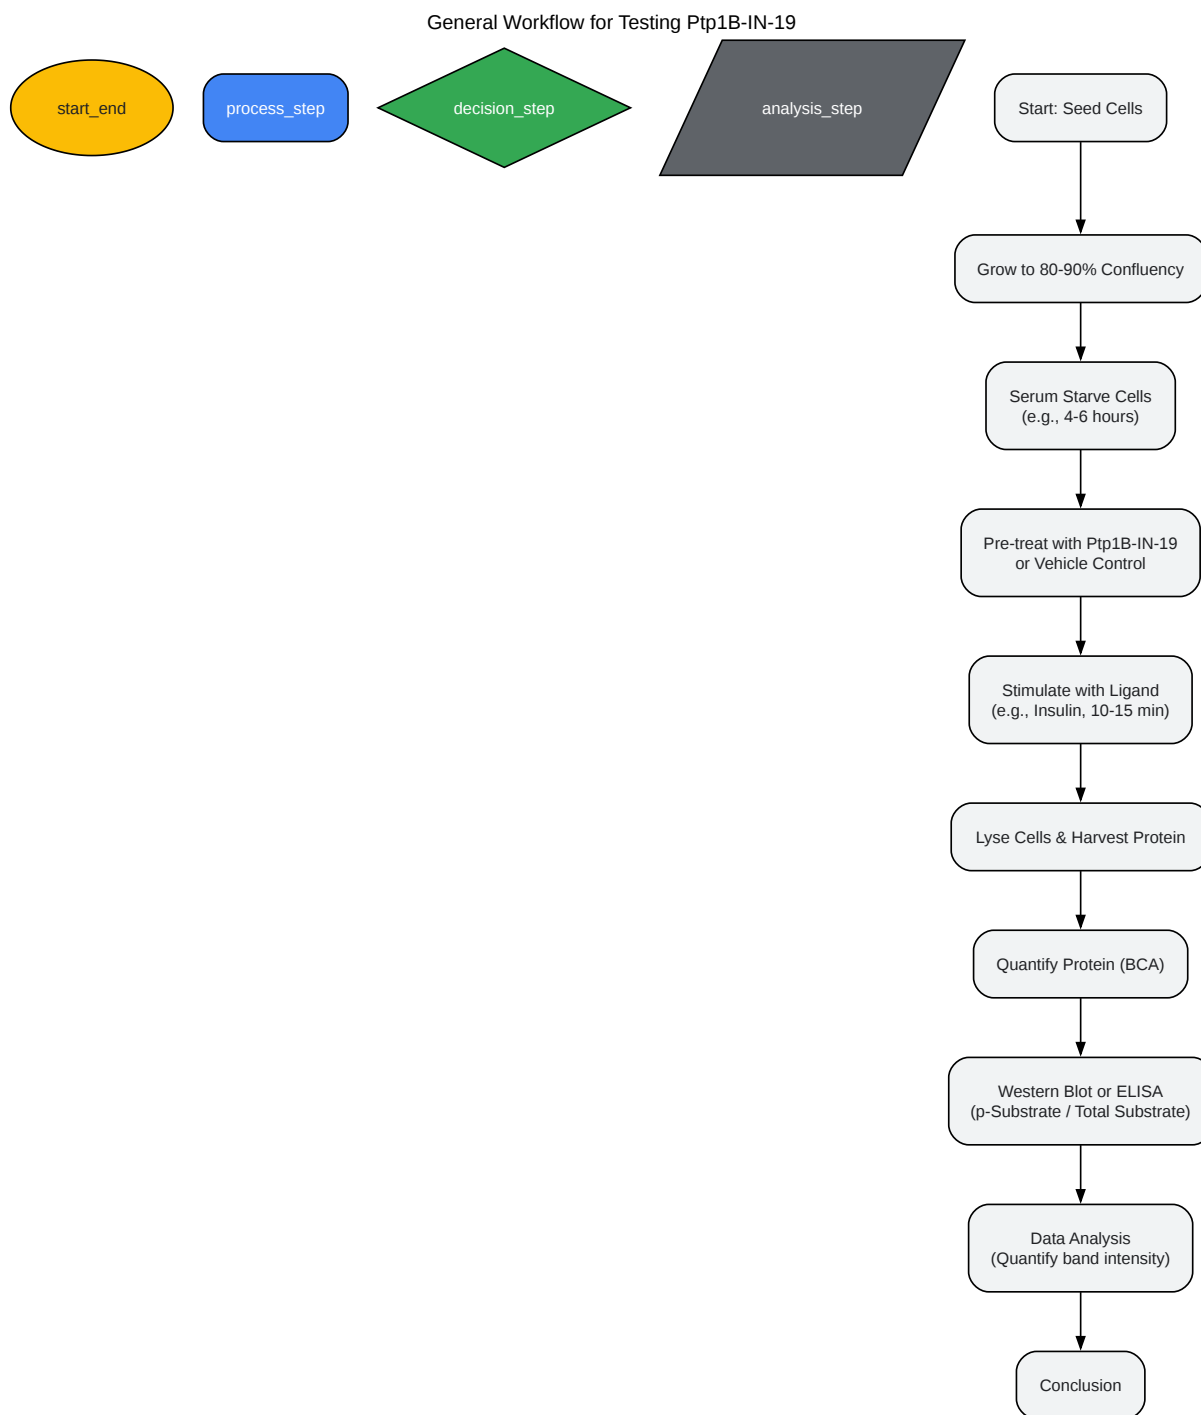 General Workflow for Testing Ptp1B-IN-19
start_end
process_step
decision_step
analysis_step
Start: Seed Cells
Grow to 80-90% Confluency
Serum Starve Cells
(e.g., 4-6 hours)
Pre-treat with Ptp1B-IN-19
or Vehicle Control
Stimulate with Ligand
(e.g., Insulin, 10-15 min)
Lyse Cells & Harvest Protein
Quantify Protein (BCA)
Western Blot or ELISA
(p-Substrate / Total Substrate)
Data Analysis
(Quantify band intensity)
Conclusion